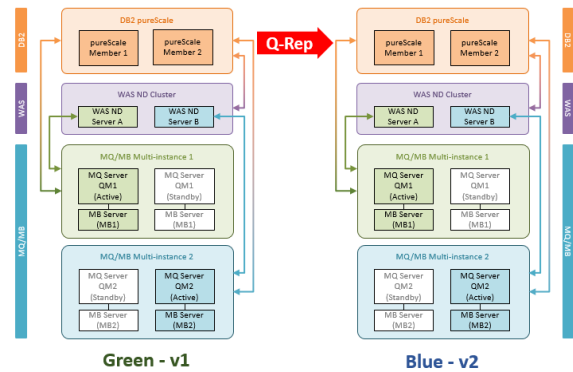 DB2
DB2 pureScale
pureScale
Member 1
pureScale
Member 2
WAS
WAS ND Cluster
WAS ND
Server A
WAS ND
Server B
MQ/MB
MQ/MB Multi-instance 1
MQ Server
QM1
(Active)
MB Server
(MB1)
MQ Server
QM1
(Standby)
MB Server
(MB1)
MQ/MB Multi-instance 2
MQ Server
QM2
(Standby)
MB Server
(MB2)
MQ Server
QM2
(Active)
MB Server
(MB2)
Green - v1
Q-Rep
DB2 pureScale
pureScale
Member 1
pureScale
Member 2
DB2
WAS ND Cluster
WAS ND
Server A
WAS ND
Server B
WAS
MQ/MB Multi-instance 1
MQ Server
QM1
(Active)
MB Server
(MB1)
MQ Server
QM1
(Standby)
MB Server
(MB1)
MQ/MB
MQ/MB Multi-instance 2
MQ Server
QM2
(Standby)
MB Server
(MB2)
MQ Server
QM2
(Active)
MB Server
(MB2)
Blue - v2